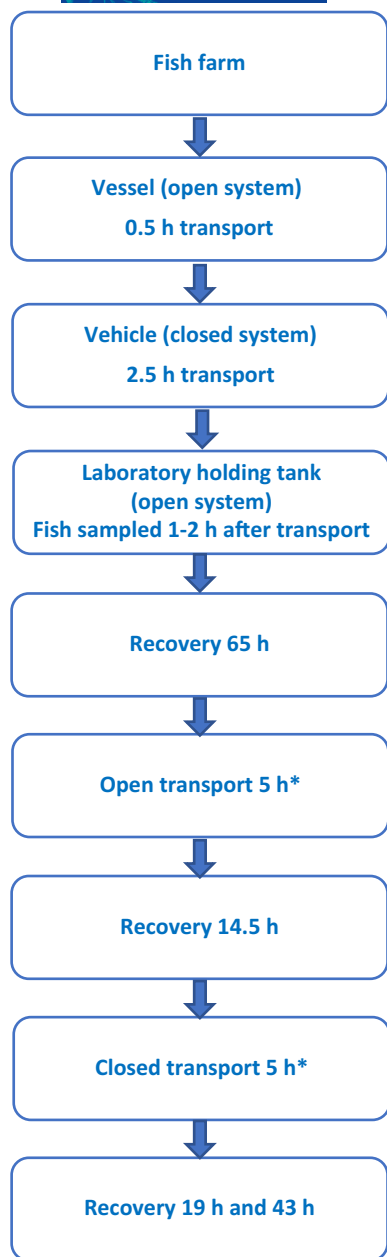 Fish farm
Vessel (open system)
0.5 h transport
Vehicle (closed system)
2.5 h transport
Laboratory holding tank
(open system)
Fish sampled 1-2 h after transport
Recovery 65 h
Open transport 5 h*
Recovery 14.5 h
Closed transport 5 h*
Recovery 19 h and 43 h